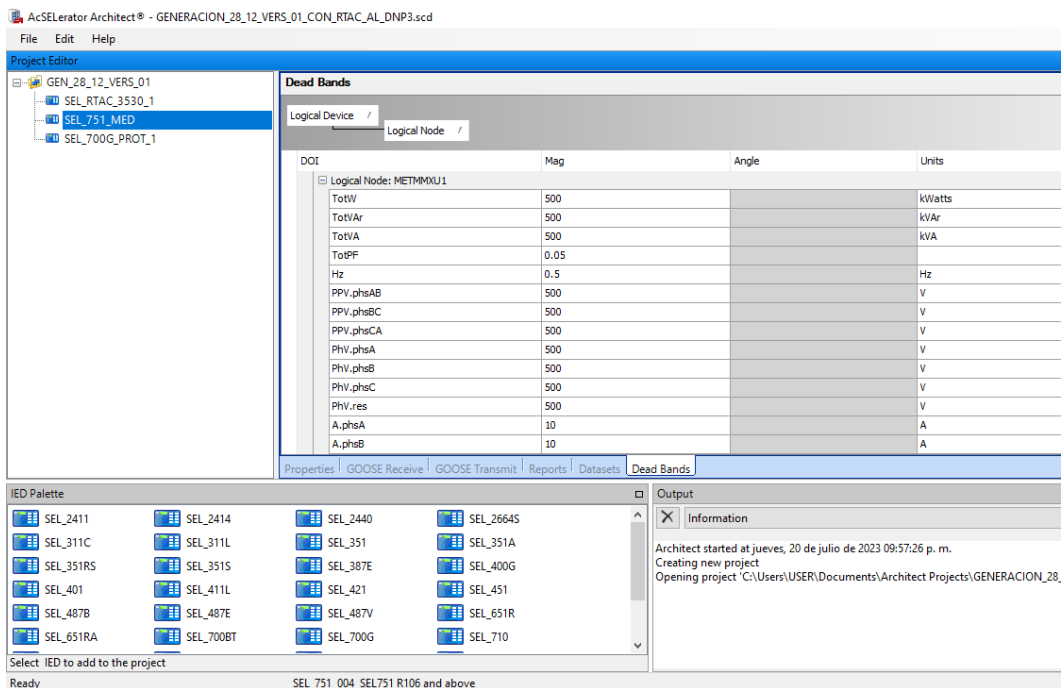 AcSELerator Architect® - GENERACION_28_12_VERS_01_CON_RTAC_AL_DNP3.scd
File Edit Help
Project Editor
GEN_28_12_VERS_01
SEL_RTAC_3530_1
SEL_751_MED
SEL_700G_PROT_1
Dead Bands
Logical Device /
Logical Node /
DOI Mag Angle Units
Logical Node: METMMXU1
TotW 500 kWatts
TotVAr 500 kVAr
TotVA 500 kVA
TotPF 0.05
Hz 0.5 Hz
PPV.phsAB 500 V
PPV.phsBC 500 V
PPV.phsCA 500 V
PhV.phsA 500 V
PhV.phsB 500 V
PhV.phsC 500 V
PhV.res 500 V
A.phsA 10 A
A.phsB 10 A
Properties GOOSE Receive GOOSE Transmit Reports Datasets Dead Bands
IED Palette
SEL_2411 SEL_2414 SEL_2440 SEL_2664S
SEL_311C SEL_311L SEL_351 SEL_351A
SEL_351RS SEL_351S SEL_387E SEL_400G
SEL_401 SEL_411L SEL_421 SEL_451
SEL_487B SEL_487E SEL_487V SEL_651R
SEL_651RA SEL_700BT SEL_700G SEL_710
Select IED to add to the project
Output
Information
Architect started at jueves, 20 de julio de 2023 09:57:26 p. m.
Creating new project
Opening project 'C:\Users\USER\Documents\Architect Projects\GENERACION_28_
Ready SEL_751_004 SEL751 R106 and above